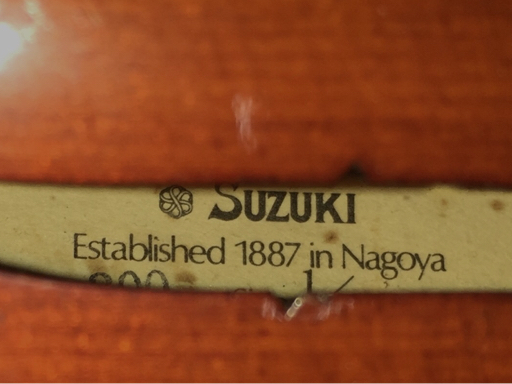 SUZUKI
Established 1887 in Nagoya